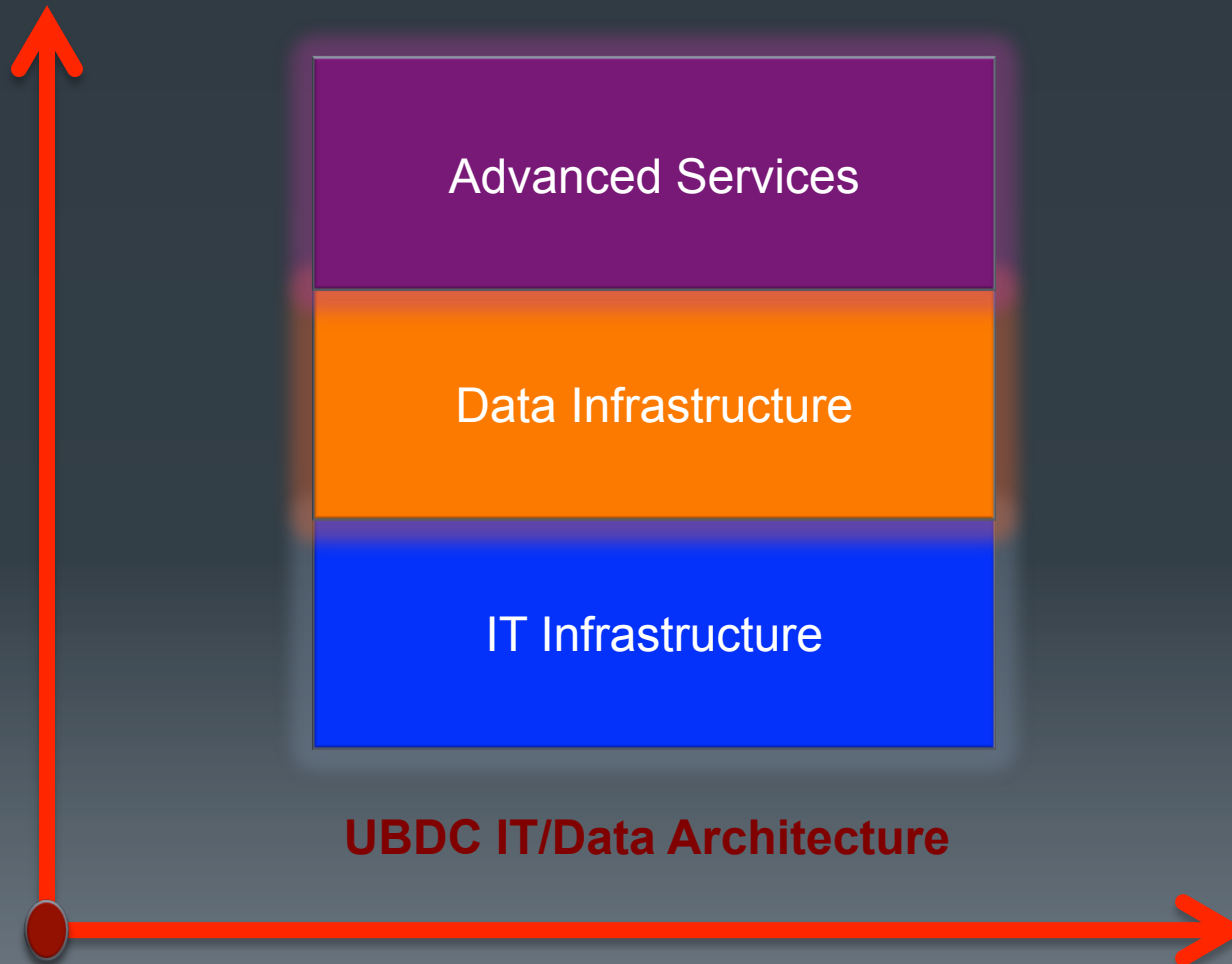 Advanced Services
Data Infrastructure
IT Infrastructure
UBDC IT/Data Architecture